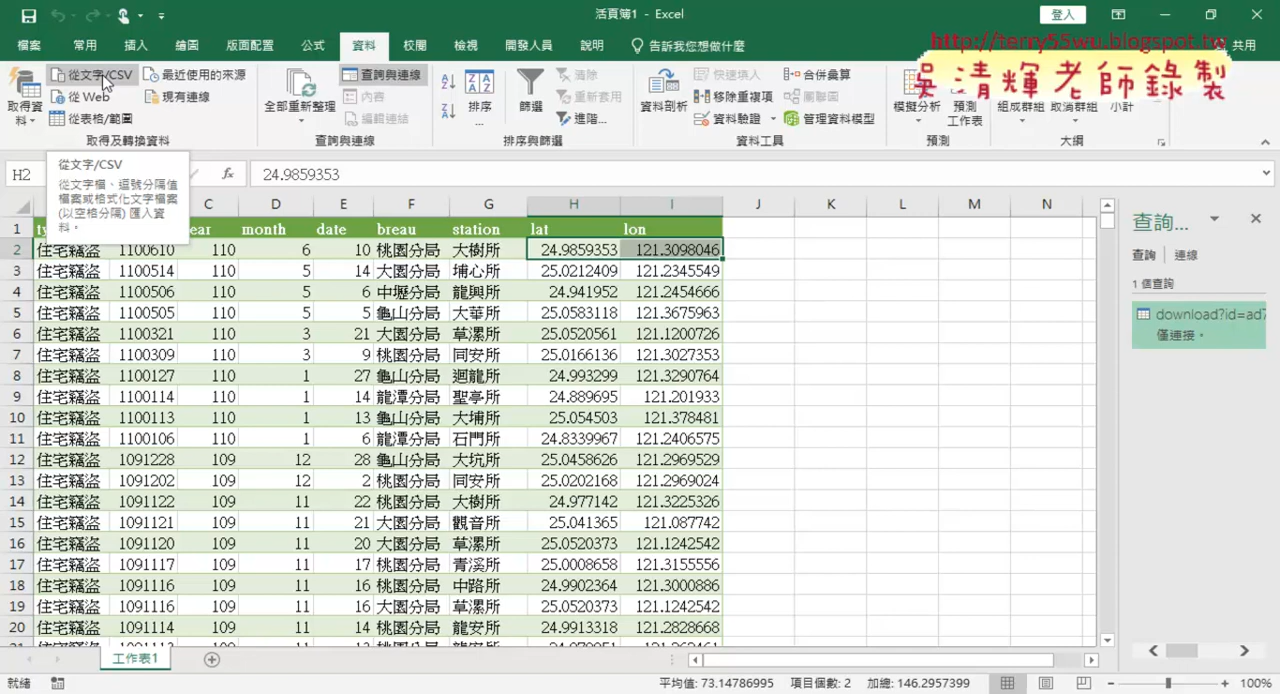 活頁簿1 - Excel
登入
檔案 常用 插入 繪圖 版面配置 公式 資料 校閱 檢視 開發人員 說明 告訴我您想做什麼 共用
http://terry55wu.blogspot.tw
吳清輝老師錄製
取得資料
從文字/CSV
從 Web
從表格/範圍
最近使用的來源
現有連線
取得及轉換資料
全部重新整理
查詢與連線
內容
編輯連結
查詢與連線
排序...
篩選
清除
重新套用
進階...
排序與篩選
資料剖析
快速填入
移除重複項
資料驗證
合併彙算
關聯圖
管理資料模型
資料工具
模擬分析
預測工作表
預測
組成群組
取消群組
小計
大綱
H2 fx 24.9859353
從文字/CSV
從文字檔、逗號分隔值
檔案或格式化文字檔案
(以空格分隔) 匯入資
料。
C D E F G H I J K L M N
1 ty ear month date breau station lat lon
2 住宅竊盜 1100610 110 6 10 桃園分局 大樹所 24.9859353 121.3098046
3 住宅竊盜 1100514 110 5 14 大園分局 埔心所 25.0212409 121.2345549
4 住宅竊盜 1100506 110 5 6 中壢分局 龍興所 24.941952 121.2454666
5 住宅竊盜 1100505 110 5 5 龜山分局 大華所 25.0583118 121.3675963
6 住宅竊盜 1100321 110 3 21 大園分局 草漯所 25.0520561 121.1200726
7 住宅竊盜 1100309 110 3 9 桃園分局 同安所 25.0166136 121.3027353
8 住宅竊盜 1100127 110 1 27 龜山分局 迴龍所 24.993299 121.3290764
9 住宅竊盜 1100114 110 1 14 龍潭分局 聖亭所 24.889695 121.201933
10 住宅竊盜 1100113 110 1 13 龜山分局 大埔所 25.054503 121.378481
11 住宅竊盜 1100106 110 1 6 龍潭分局 石門所 24.8339967 121.2406575
12 住宅竊盜 1091228 109 12 28 龜山分局 大坑所 25.0458626 121.2969529
13 住宅竊盜 1091202 109 12 2 桃園分局 同安所 25.0202168 121.2969024
14 住宅竊盜 1091122 109 11 22 桃園分局 大樹所 24.977142 121.3225326
15 住宅竊盜 1091121 109 11 21 大園分局 觀音所 25.041365 121.087742
16 住宅竊盜 1091120 109 11 20 大園分局 草漯所 25.0520373 121.1242542
17 住宅竊盜 1091117 109 11 17 桃園分局 青溪所 25.0008658 121.3155556
18 住宅竊盜 1091116 109 11 16 桃園分局 中路所 24.9902364 121.3000886
19 住宅竊盜 1091116 109 11 16 大園分局 草漯所 25.0520373 121.1242542
20 住宅竊盜 1091114 109 11 14 桃園分局 龍安所 24.9913318 121.2828668
查詢...
查詢 連線
1 個查詢
download?id=ad7
僅連接。
工作表1
就緒 平均值: 73.14786995 項目個數: 2 加總: 146.2957399 100%